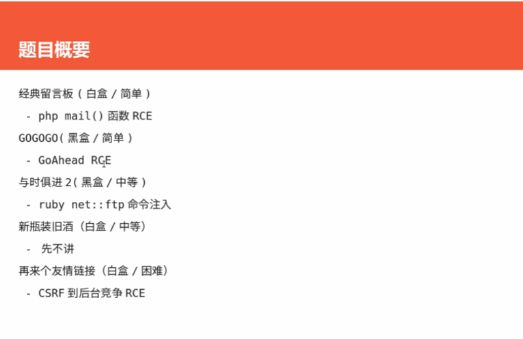 题目概要
经典留言板 ( 白盒 / 简单 )
- php mail() 函数 RCE
GOGOGO( 黑盒 / 简单 )
- GoAhead RCE
与时俱进 2( 黑盒 / 中等 )
- ruby net::ftp 命令注入
新瓶装旧酒（白盒 / 中等）
- 先不讲
再来个友情链接（白盒 / 困难）
- CSRF 到后台竞争 RCE